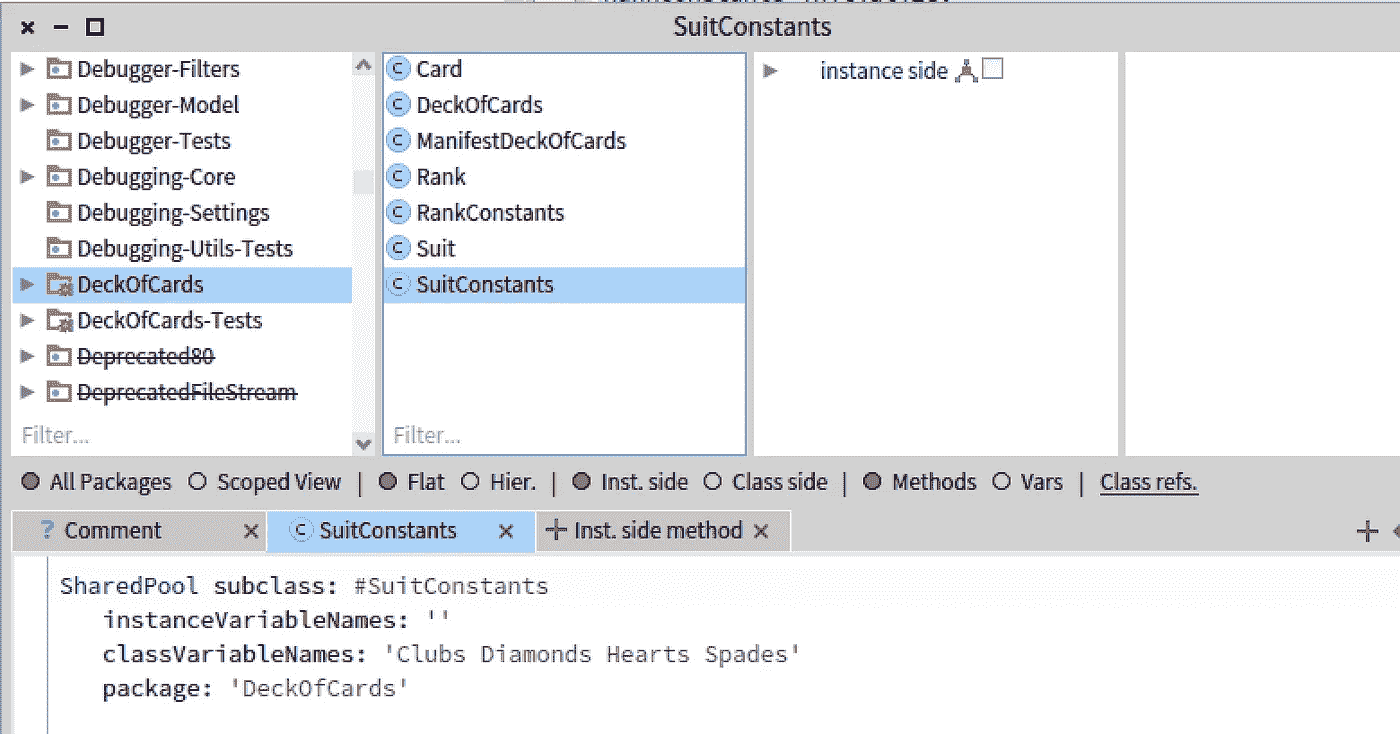 SuitConstants
Debugger-Filters
Debugger-Model
Debugger-Tests
Debugging-Core
Debugging-Settings
Debugging-Utils-Tests
DeckOfCards
DeckOfCards-Tests
Deprecated80
DeprecatedFileStream
Filter...
C Card
C DeckOfCards
C ManifestDeckOfCards
C Rank
C RankConstants
C Suit
C SuitConstants
Filter...
instance side
All Packages Scoped View | Flat Hier. | Inst. side Class side | Methods Vars | Class refs.
? Comment C SuitConstants Inst. side method
SharedPool subclass: #SuitConstants
instanceVariableNames: ''
classVariableNames: 'Clubs Diamonds Hearts Spades'
package: 'DeckOfCards'